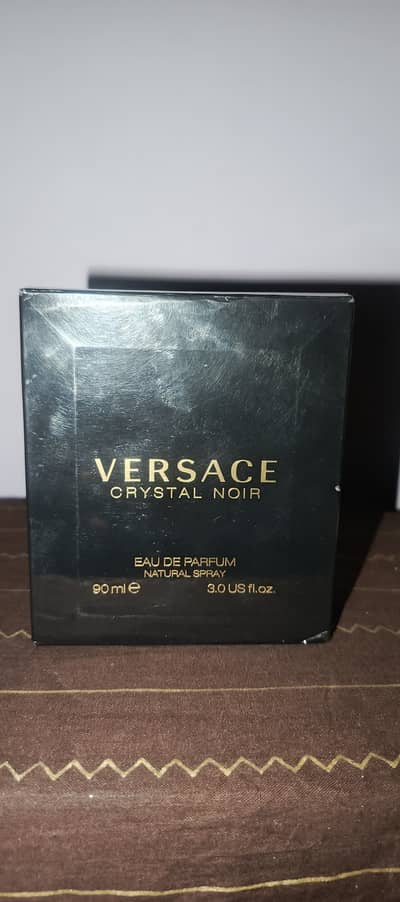 VERSACE
CRYSTAL NOIR
EAU DE PARFUM
NATURAL SPRAY
90 ml ℮ 3.0 US fl.oz.